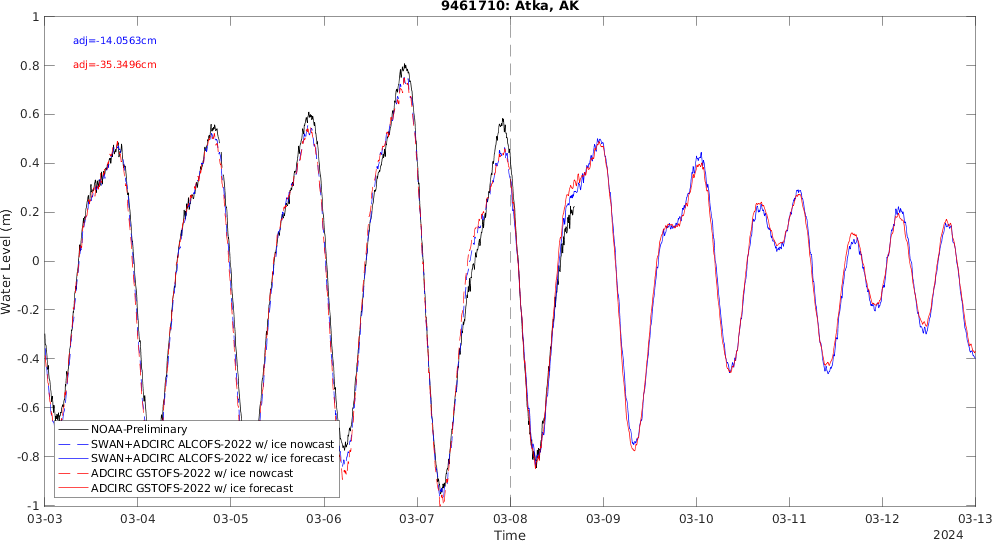 9461710: Atka, AK
adj=-14.0563cm
adj=-35.3496cm
1
0.8
0.6
0.4
0.2
0
-0.2
-0.4
-0.6
-0.8
-1
Water Level (m)
NOAA-Preliminary
SWAN+ADCIRC ALCOFS-2022 w/ ice nowcast
SWAN+ADCIRC ALCOFS-2022 w/ ice forecast
ADCIRC GSTOFS-2022 w/ ice nowcast
ADCIRC GSTOFS-2022 w/ ice forecast
03-03 03-04 03-05 03-06 03-07 03-08 03-09 03-10 03-11 03-12 03-13
Time
2024